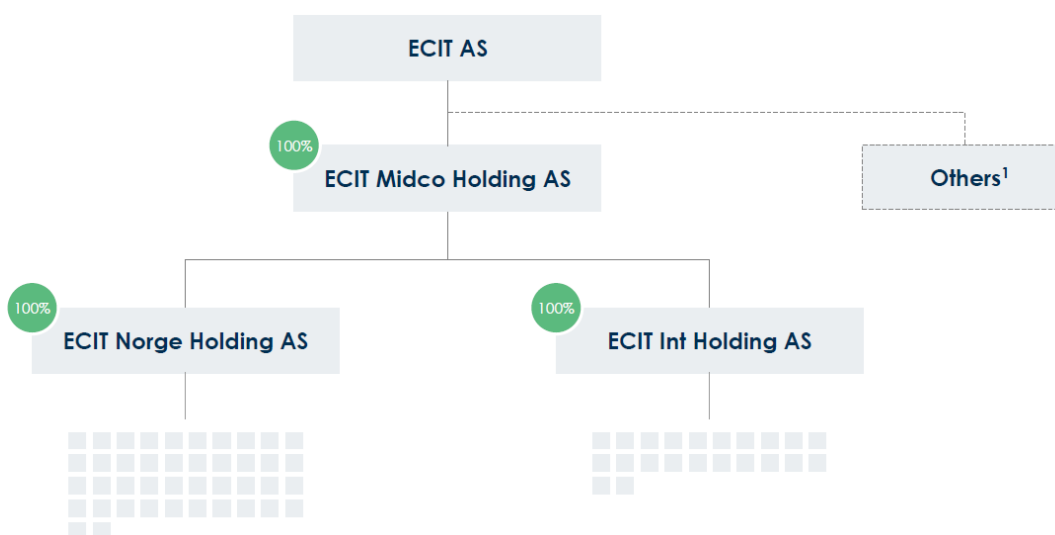 ECIT AS
100%
ECIT Midco Holding AS
Others¹
100%
ECIT Norge Holding AS
100%
ECIT Int Holding AS